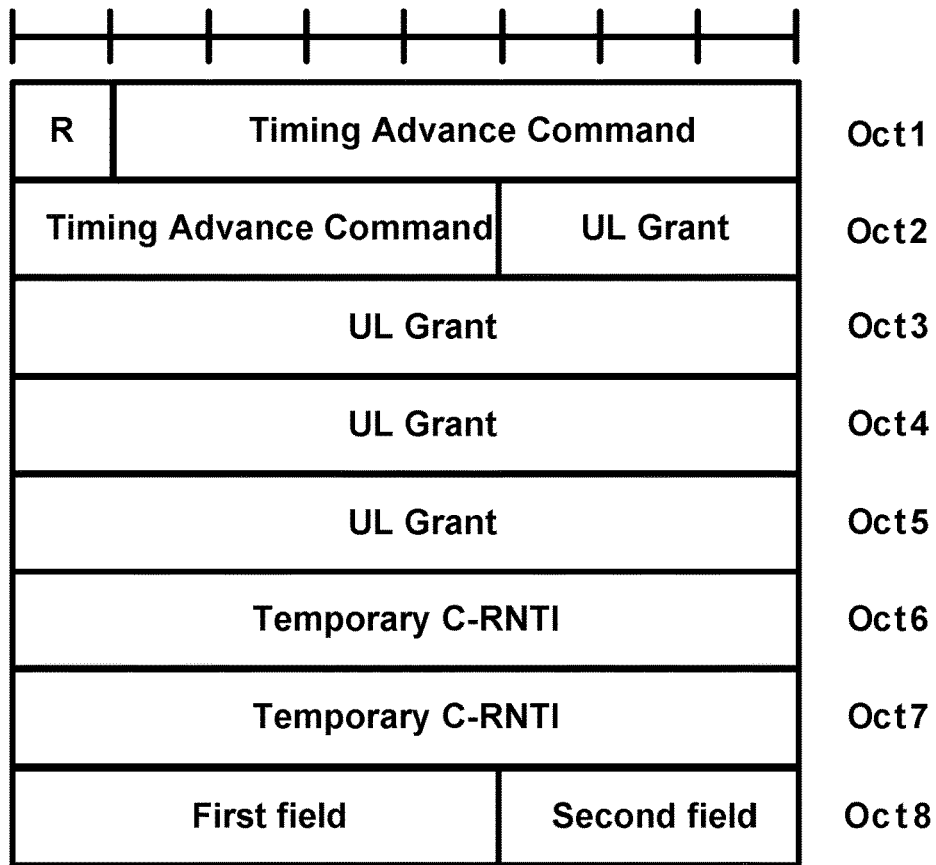 R Timing Advance Command Oct1
Timing Advance Command UL Grant Oct2
UL Grant Oct3
UL Grant Oct4
UL Grant Oct5
Temporary C-RNTI Oct6
Temporary C-RNTI Oct7
First field Second field Oct8